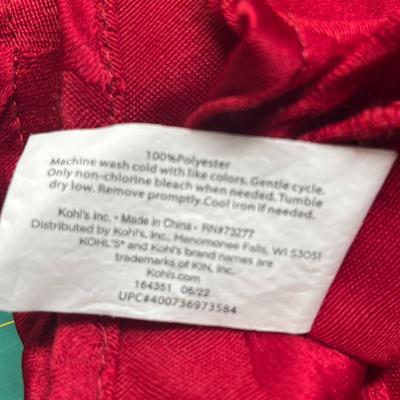 100%Polyester
Machine wash cold with like colors. Gentle cycle.
Only non-chlorine bleach when needed. Tumble
dry low. Remove promptly.Cool iron if needed.
Kohl's Inc. • Made in China • RN#73277
Distributed by Kohl's, Inc., Menomonee Falls, WI 53051
KOHL'S® and Kohl's brand names are
trademarks of KIN, Inc.
Kohls.com
164351 06/22
UPC#400736973584